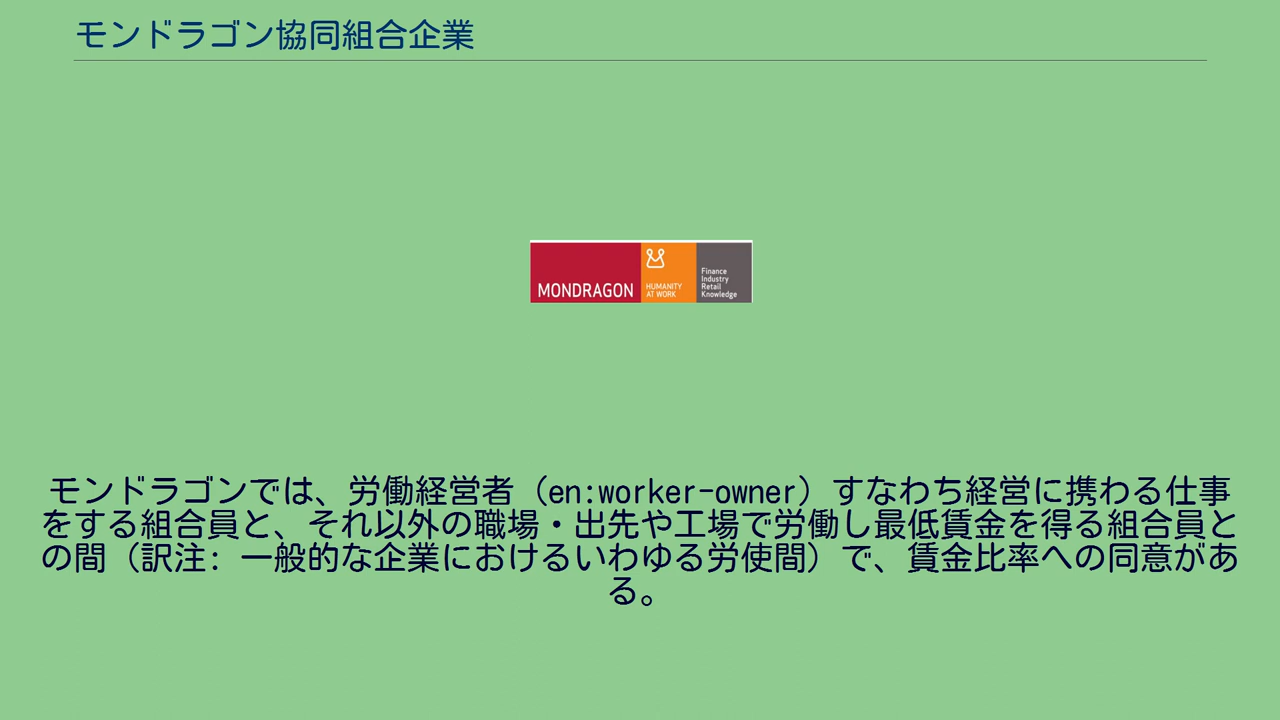 モンドラゴン協同組合企業
MONDRAGON
HUMANITY
AT WORK
Finance
Industry
Retail
Knowledge
モンドラゴンでは、労働経営者（en:worker-owner）すなわち経営に携わる仕事
をする組合員と、それ以外の職場・出先や工場で労働し最低賃金を得る組合員と
の間（訳注: 一般的な企業におけるいわゆる労使間）で、賃金比率への同意があ
る。